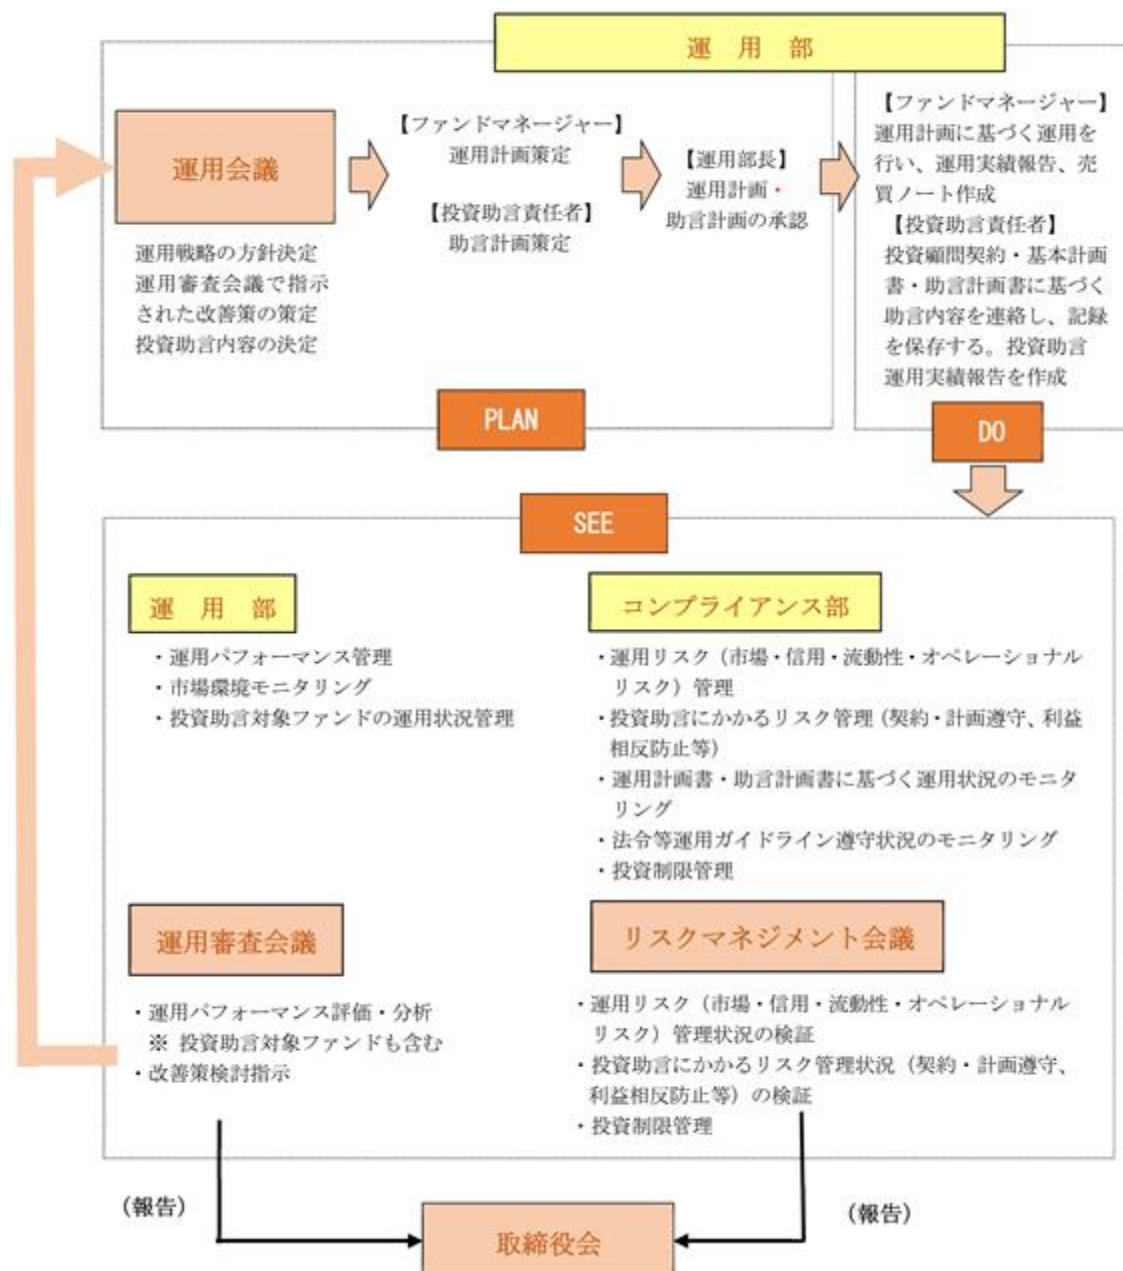 運　用　部
運用会議
運用戦略の方針決定
運用審査会議で指示
された改善策の策定
投資助言内容の決定
【ファンドマネージャー】
運用計画策定
【投資助言責任者】
助言計画策定
【運用部長】
運用計画・
助言計画の承認
PLAN
【ファンドマネージャー】
運用計画に基づく運用を
行い、運用実績報告、売
買ノート作成
【投資助言責任者】
投資顧問契約・基本計画
書・助言計画書に基づく
助言内容を連絡し、記録
を保存する。投資助言
運用実績報告を作成
DO
SEE
運　用　部
・運用パフォーマンス管理
・市場環境モニタリング
・投資助言対象ファンドの運用状況管理
コンプライアンス部
・運用リスク（市場・信用・流動性・オペレーショナル
リスク）管理
・投資助言にかかるリスク管理（契約・計画遵守、利益
相反防止等）
・運用計画書・助言計画書に基づく運用状況のモニタ
リング
・法令等運用ガイドライン遵守状況のモニタリング
・投資制限管理
運用審査会議
・運用パフォーマンス評価・分析
※ 投資助言対象ファンドも含む
・改善策検討指示
リスクマネジメント会議
・運用リスク（市場・信用・流動性・オペレーショナル
リスク）管理状況の検証
・投資助言にかかるリスク管理状況（契約・計画遵守、
利益相反防止等）の検証
・投資制限管理
（報告）
（報告）
取締役会